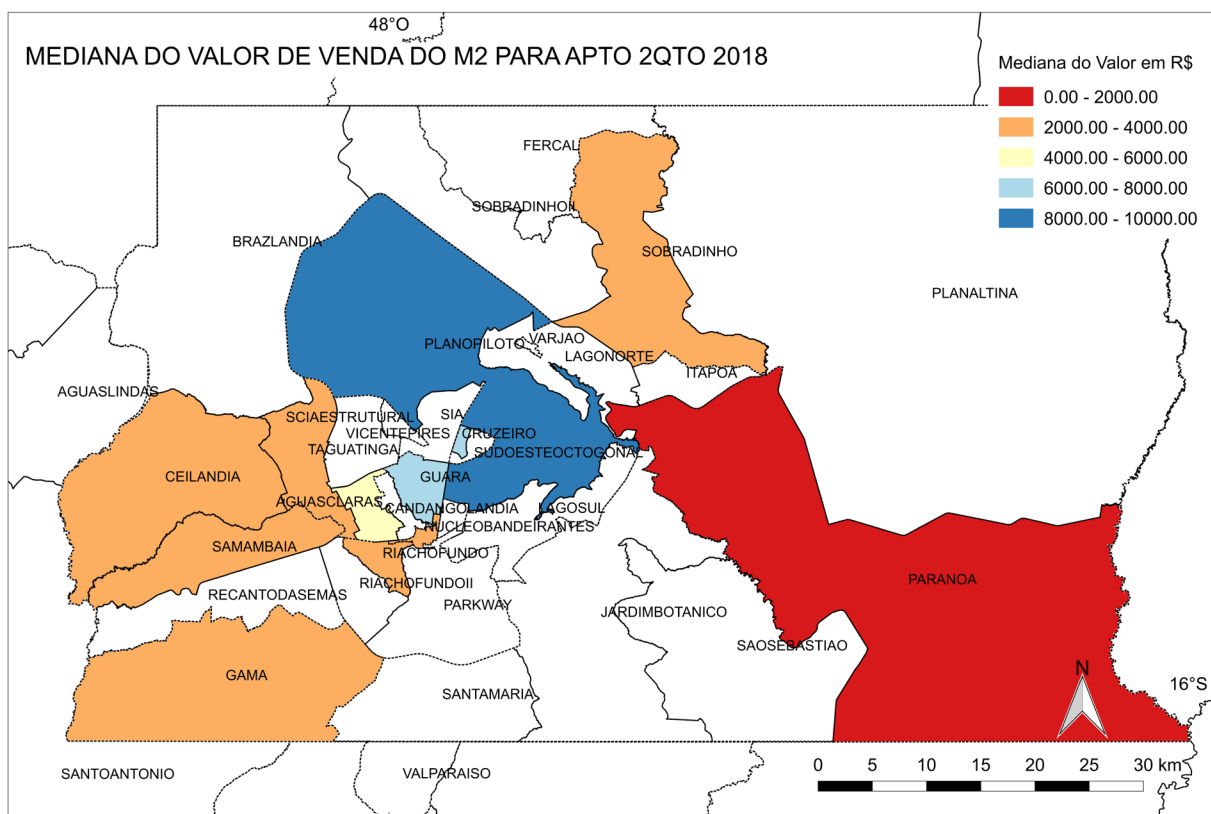 48°O
MEDIANA DO VALOR DE VENDA DO M2 PARA APTO 2QTO 2018
Mediana do Valor em R$
0.00 - 2000.00
2000.00 - 4000.00
4000.00 - 6000.00
6000.00 - 8000.00
8000.00 - 10000.00
FERCAL
SOBRADINHOII
BRAZLANDIA
SOBRADINHO
PLANALTINA
PLANOPILOTO
VARJAO
LAGONORTE
ITAPOA
AGUASLINDAS
SCIAESTRUTURAL
SIA
VICENTEPIRES
CRUZEIRO
TAGUATINGA
SUDOESTEOCTOGONAL
CEILANDIA
GUARA
AGUASCLARAS
CANDANGOLANDIA
LAGOSUL
NUCLEOBANDEIRANTES
SAMAMBAIA
RIACHOFUNDO
RIACHOFUNDOII
PARANOA
RECANTODASEMAS
PARKWAY
JARDIMBOTANICO
SAOSEBASTIAO
GAMA
N
16°S
SANTAMARIA
SANTOANTONIO
VALPARAISO
0 5 10 15 20 25 30 km